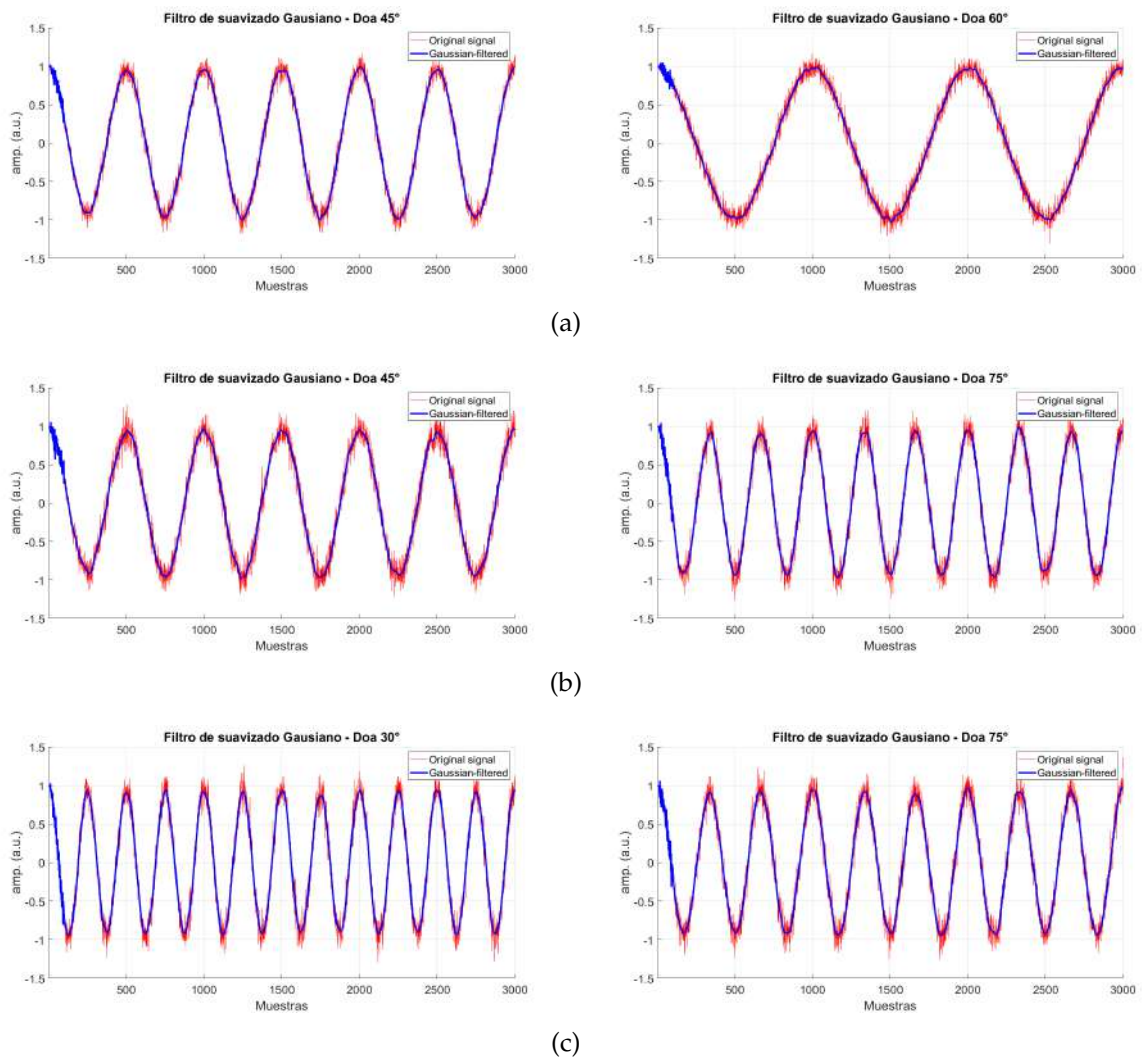 Filtro de suavizado Gausiano - Doa 45°
Original signal
Gaussian-filtered
amp. (a.u.)
1.5
1
0.5
0
-0.5
-1
-1.5
500 1000 1500 2000 2500 3000
Muestras
Filtro de suavizado Gausiano - Doa 60°
Original signal
Gaussian-filtered
amp. (a.u.)
1.5
1
0.5
0
-0.5
-1
-1.5
500 1000 1500 2000 2500 3000
Muestras
(a)
Filtro de suavizado Gausiano - Doa 45°
Original signal
Gaussian-filtered
amp. (a.u.)
1.5
1
0.5
0
-0.5
-1
-1.5
500 1000 1500 2000 2500 3000
Muestras
Filtro de suavizado Gausiano - Doa 75°
Original signal
Gaussian-filtered
amp. (a.u.)
1.5
1
0.5
0
-0.5
-1
-1.5
500 1000 1500 2000 2500 3000
Muestras
(b)
Filtro de suavizado Gausiano - Doa 30°
Original signal
Gaussian-filtered
amp. (a.u.)
1.5
1
0.5
0
-0.5
-1
-1.5
500 1000 1500 2000 2500 3000
Muestras
Filtro de suavizado Gausiano - Doa 75°
Original signal
Gaussian-filtered
amp. (a.u.)
1.5
1
0.5
0
-0.5
-1
-1.5
500 1000 1500 2000 2500 3000
Muestras
(c)